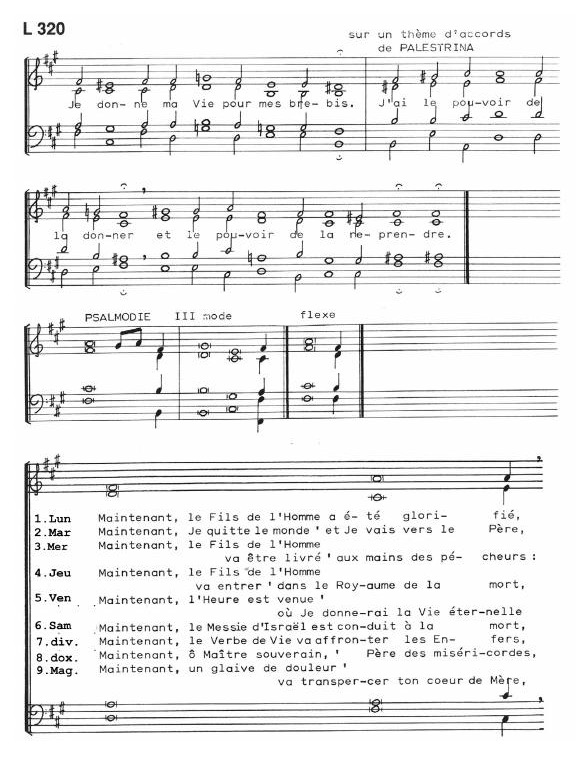 L 320
sur un thème d'accords
de PALESTRINA
Je don- ne ma Vie pour mes bre- bis. J'ai le pou-voir de
la don-ner et le pou-voir de la re- pren- dre.
PSALMODIE III mode flexe
1.Lun Maintenant, le Fils de l'Homme a é- té glori- fié,
2.Mar Maintenant, Je quitte le monde ' et Je vais vers le Père,
3.Mer Maintenant, le Fils de l'Homme
va être livré ' aux mains des pé- cheurs :
4.Jeu Maintenant, le Fils de l'Homme
va entrer ' dans le Roy-aume de la mort,
5.Ven Maintenant, l'Heure est venue '
où Je donne-rai la Vie éter-nelle
6.Sam Maintenant, le Messie d'Israël est con-duit à la mort,
7.div. Maintenant, le Verbe de Vie va affron-ter les En- fers,
8.dox. Maintenant, ô Maître souverain, ' Père des miséri-cordes,
9.Mag. Maintenant, un glaive de douleur '
va transper-cer ton coeur de Mère,